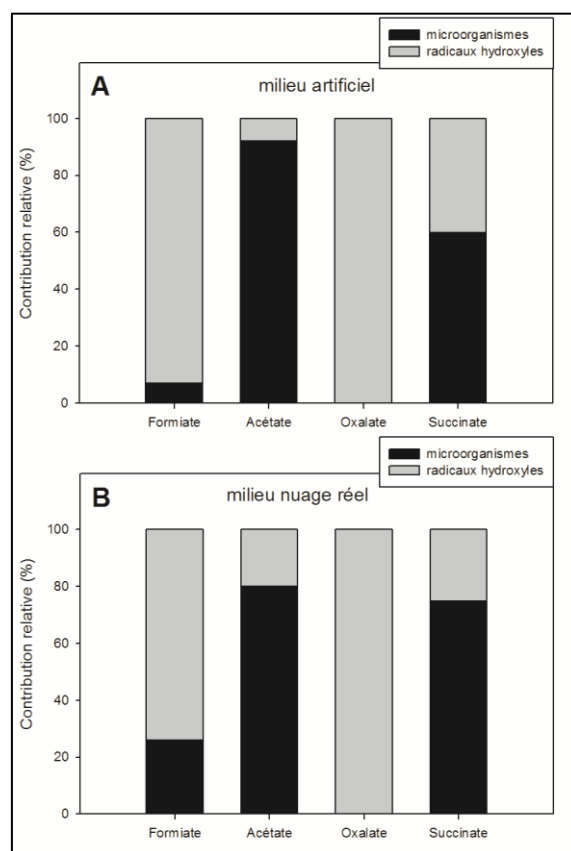 microorganismes
radicaux hydroxyles
A
milieu artificiel
Contribution relative (%)
100
80
60
40
20
0
Formiate Acétate Oxalate Succinate
microorganismes
radicaux hydroxyles
B
milieu nuage réel
Contribution relative (%)
100
80
60
40
20
0
Formiate Acétate Oxalate Succinate